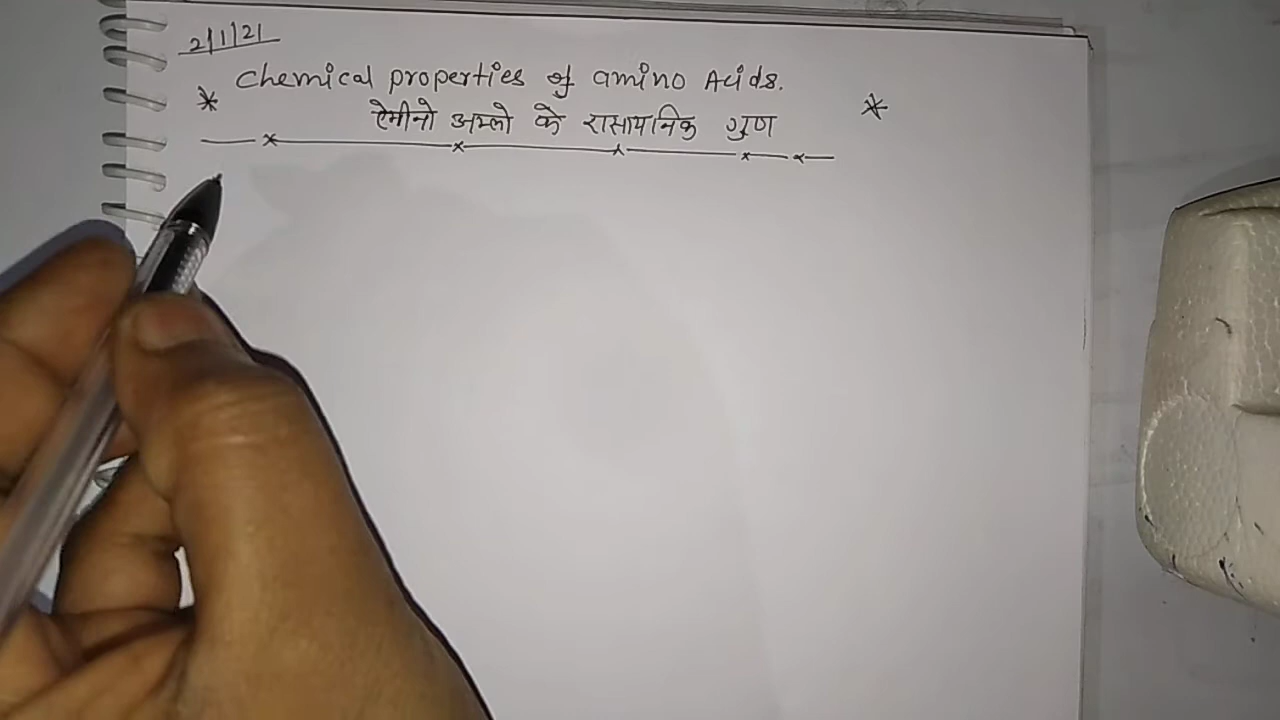 2/1/21
* Chemical properties of amino Acids. *
ऐमीनो अम्लो के रासायनिक गुण